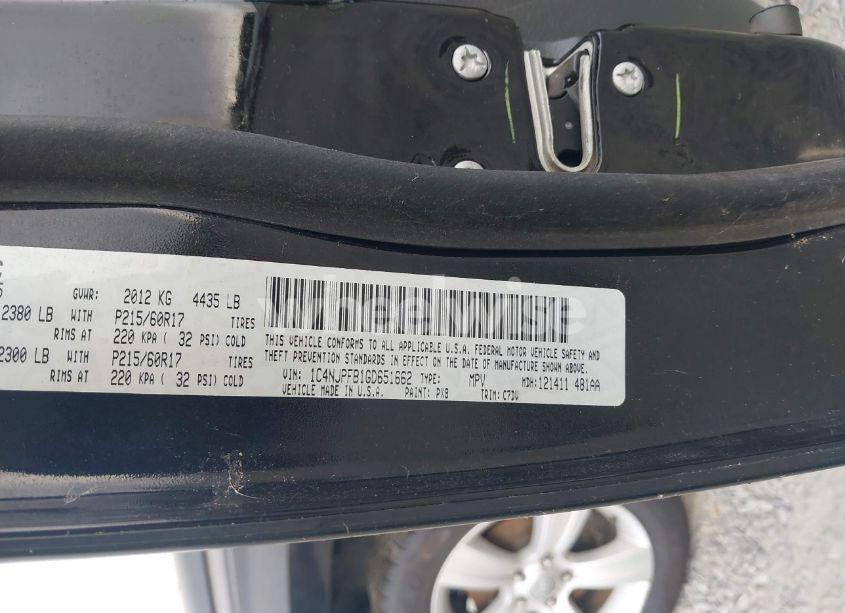 GVWR: 2012 KG 4435 LB
2380 LB WITH P215/60R17 TIRES
RIMS AT 220 KPA ( 32 PSI) COLD
2300 LB WITH P215/60R17 TIRES
RIMS AT 220 KPA ( 32 PSI) COLD
THIS VEHICLE CONFORMS TO ALL APPLICABLE U.S.A. FEDERAL MOTOR VEHICLE SAFETY AND
THEFT PREVENTION STANDARDS IN EFFECT ON THE DATE OF MANUFACTURE SHOWN ABOVE.
VIN: 1C4NJPFB1GD651662 TYPE: MPV MDH: 121411 481AA
VEHICLE MADE IN U.S.A. PAINT: PX8 TRIM: C7DV
wheelwise